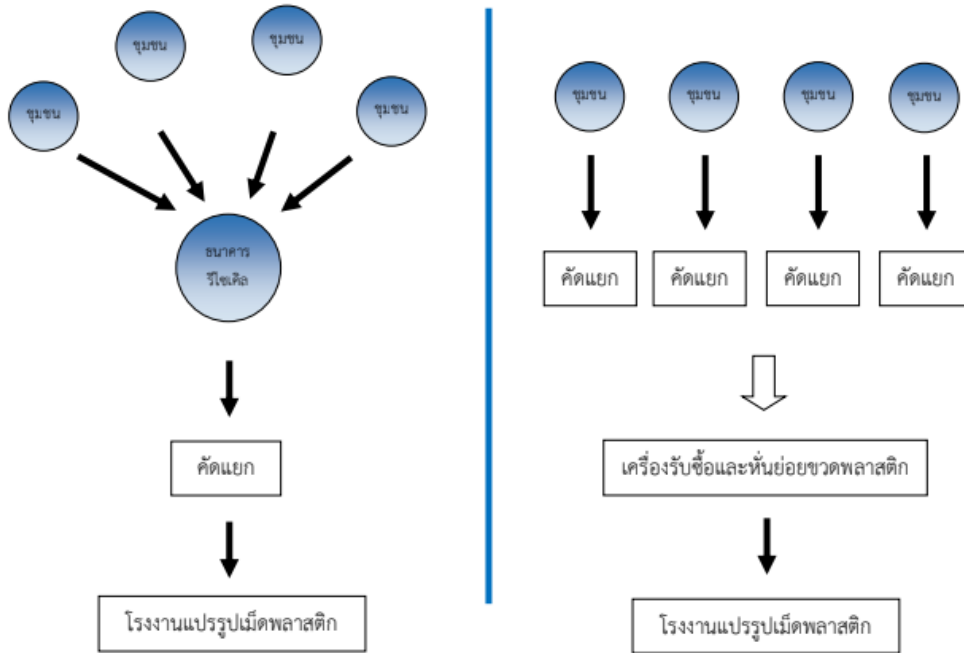 ชุมชน
ชุมชน
ชุมชน
ชุมชน
ธนาคาร
รีไซเคิล
คัดแยก
โรงงานแปรรูปเม็ดพลาสติก
ชุมชน
ชุมชน
ชุมชน
ชุมชน
คัดแยก
คัดแยก
คัดแยก
คัดแยก
เครื่องรับซื้อและหั่นย่อยขวดพลาสติก
โรงงานแปรรูปเม็ดพลาสติก